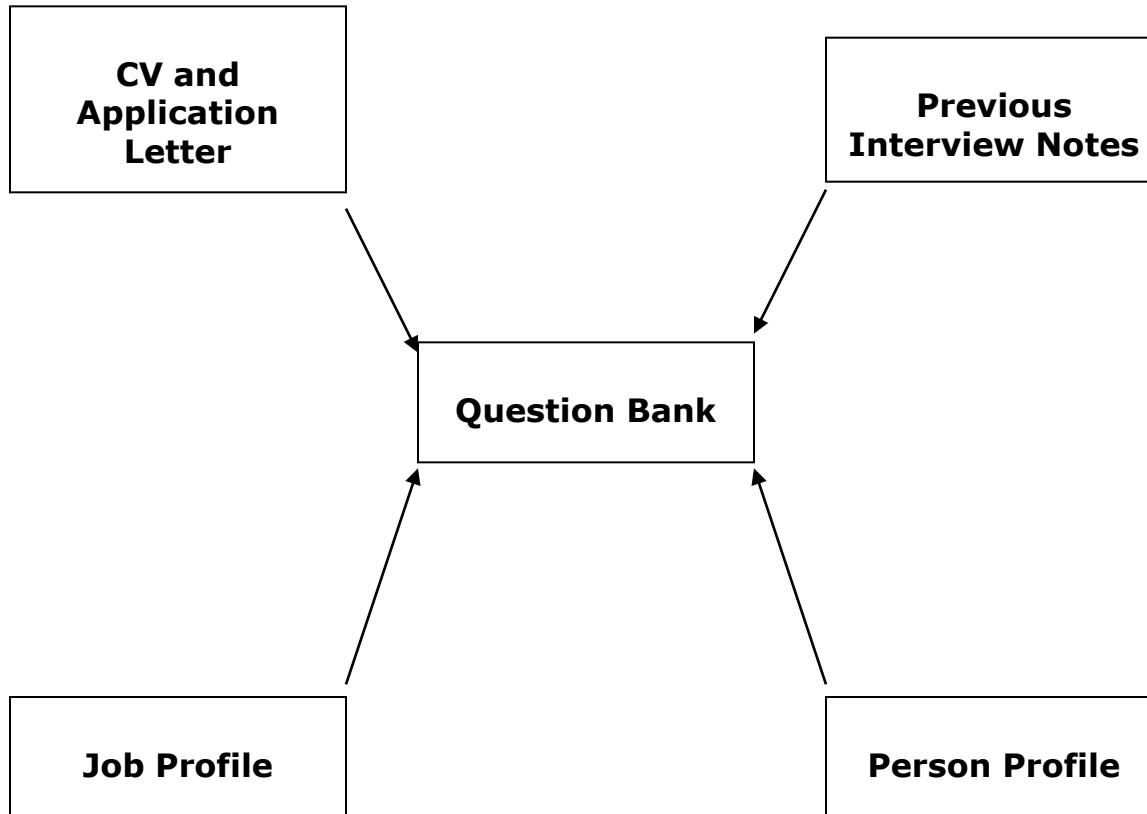 CV and
Application
Letter
Previous
Interview Notes
Question Bank
Job Profile
Person Profile